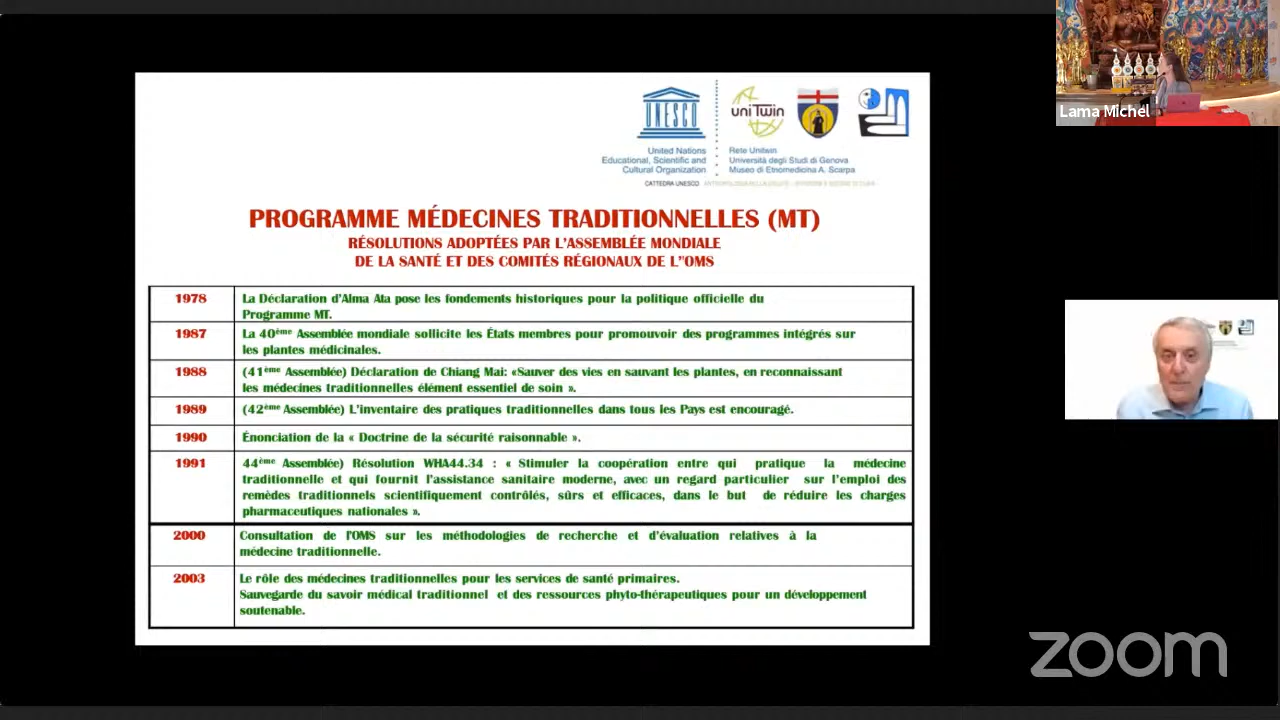 Lama Michel
UNESCO
uniTwin
United Nations
Educational, Scientific and
Cultural Organization
Rete Unitwin
Università degli Studi di Genova
Museo di Etnomedicina A. Scarpa
CATTEDRA UNESCO
PROGRAMME MÉDECINES TRADITIONNELLES (MT)
RÉSOLUTIONS ADOPTÉES PAR L'ASSEMBLÉE MONDIALE
DE LA SANTÉ ET DES COMITÉS RÉGIONAUX DE L''OMS
1978
La Déclaration d'Alma Ata pose les fondements historiques pour la politique officielle du
Programme MT.
1987
La 40ème Assemblée mondiale sollicite les États membres pour promouvoir des programmes intégrés sur
les plantes médicinales.
1988
(41ème Assemblée) Déclaration de Chiang Mai: «Sauver des vies en sauvant les plantes, en reconnaissant
les médecines traditionnelles élément essentiel de soin ».
1989
(42ème Assemblée) L'inventaire des pratiques traditionnelles dans tous les Pays est encouragé.
1990
Énonciation de la « Doctrine de la sécurité raisonnable ».
1991
44ème Assemblée) Résolution WHA44.34 : « Stimuler la coopération entre qui pratique la médecine
traditionnelle et qui fournit l'assistance sanitaire moderne, avec un regard particulier sur l'emploi des
remèdes traditionnels scientifiquement contrôlés, sûrs et efficaces, dans le but de réduire les charges
pharmaceutiques nationales ».
2000
Consultation de l'OMS sur les méthodologies de recherche et d'évaluation relatives à la
médecine traditionnelle.
2003
Le rôle des médecines traditionnelles pour les services de santé primaires.
Sauvegarde du savoir médical traditionnel et des ressources phyto-thérapeutiques pour un développement
soutenable.
zoom